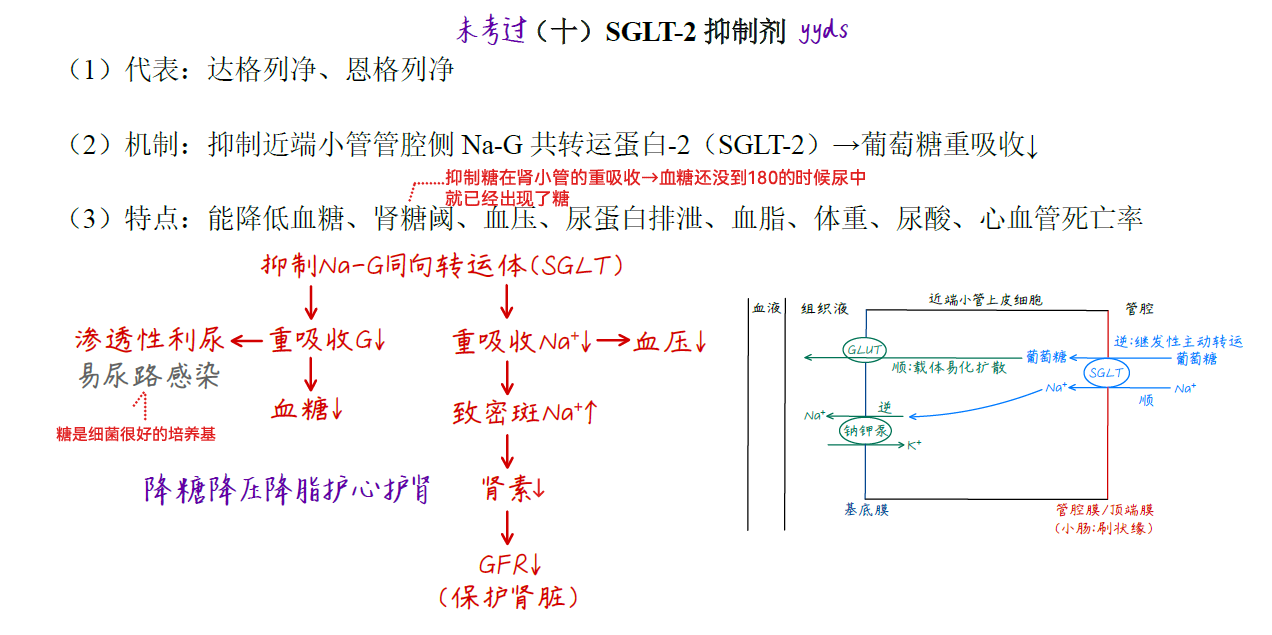 未考过（十）SGLT-2 抑制剂 yyds
（1）代表：达格列净、恩格列净
（2）机制：抑制近端小管管腔侧 Na-G 共转运蛋白-2（SGLT-2）→葡萄糖重吸收↓
抑制糖在肾小管的重吸收→血糖还没到180的时候尿中
就已经出现了糖
（3）特点：能降低血糖、肾糖阈、血压、尿蛋白排泄、血脂、体重、尿酸、心血管死亡率
抑制Na-G同向转运体(SGLT)
渗透性利尿←重吸收G↓
重吸收Na⁺↓→血压↓
易尿路感染
血糖↓
致密斑Na⁺↑
糖是细菌很好的培养基
降糖降压降脂护心护肾
肾素↓
GFR↓
(保护肾脏)
血液
组织液
近端小管上皮细胞
管腔
逆:继发性主动转运
GLUT
葡萄糖
葡萄糖
顺:载体易化扩散
SGLT
Na⁺
Na⁺
顺
Na⁺
逆
钠钾泵
K⁺
基底膜
管腔膜/顶端膜
(小肠:刷状缘)